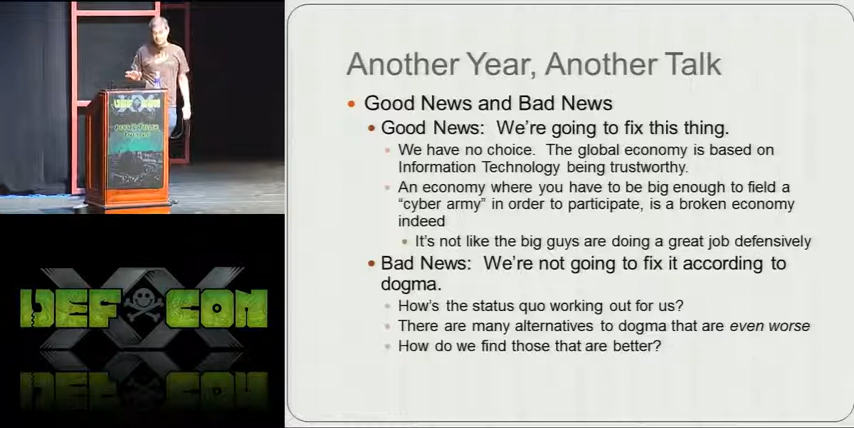 Another Year, Another Talk
Good News and Bad News
Good News: We're going to fix this thing.
We have no choice. The global economy is based on
Information Technology being trustworthy.
An economy where you have to be big enough to field a
"cyber army" in order to participate, is a broken economy
indeed
It's not like the big guys are doing a great job defensively
Bad News: We're not going to fix it according to
dogma.
How's the status quo working out for us?
There are many alternatives to dogma that are even worse
How do we find those that are better?
DEF CON
XX